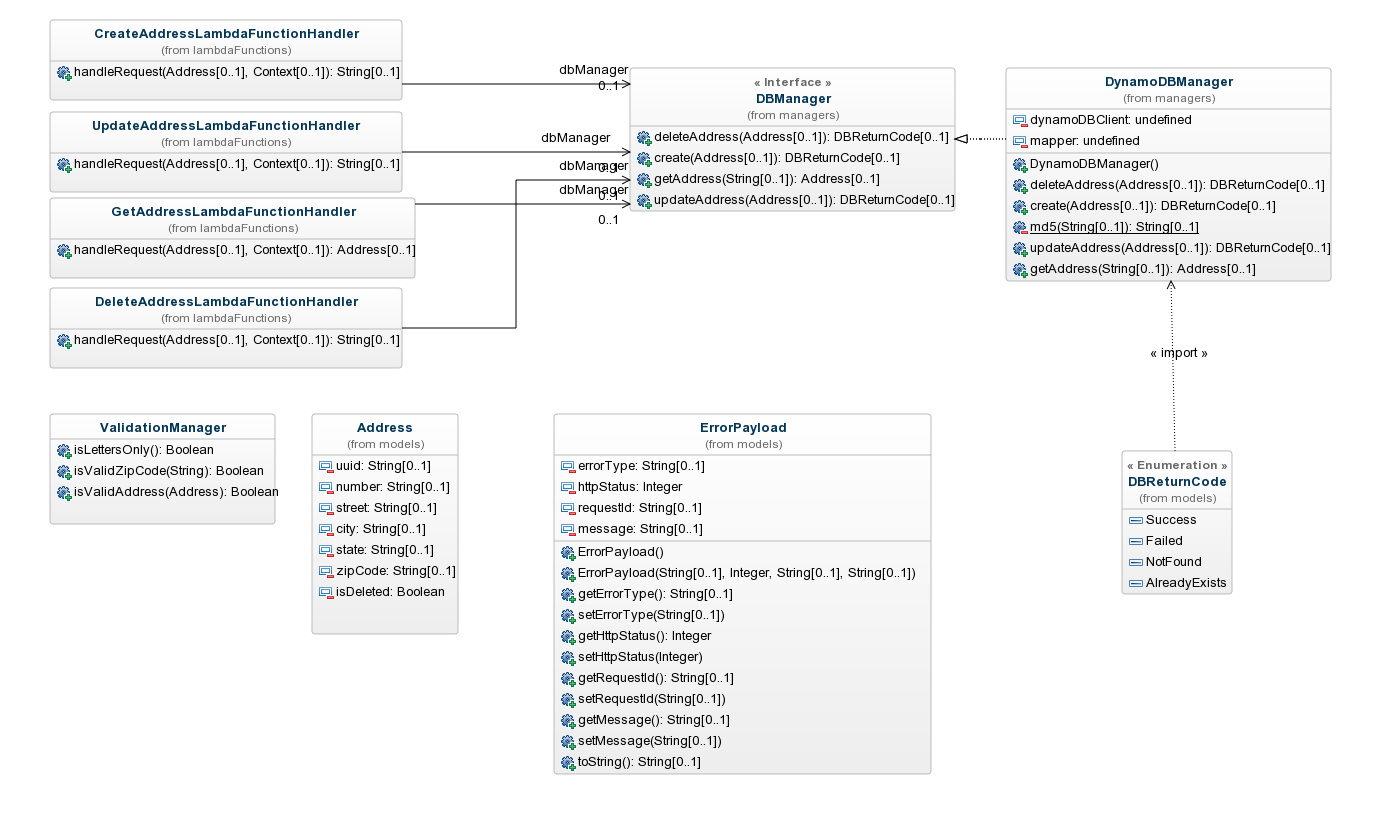 CreateAddressLambdaFunctionHandler
(from lambdaFunctions)
handleRequest(Address[0..1], Context[0..1]): String[0..1]
UpdateAddressLambdaFunctionHandler
(from lambdaFunctions)
handleRequest(Address[0..1], Context[0..1]): String[0..1]
GetAddressLambdaFunctionHandler
(from lambdaFunctions)
handleRequest(Address[0..1], Context[0..1]): Address[0..1]
DeleteAddressLambdaFunctionHandler
(from lambdaFunctions)
handleRequest(Address[0..1], Context[0..1]): String[0..1]
dbManager
0..1
dbManager
0..1
dbManager
0..1
dbManager
0..1
« Interface »
DBManager
(from managers)
deleteAddress(Address[0..1]): DBReturnCode[0..1]
create(Address[0..1]): DBReturnCode[0..1]
getAddress(String[0..1]): Address[0..1]
updateAddress(Address[0..1]): DBReturnCode[0..1]
DynamoDBManager
(from managers)
dynamoDBClient: undefined
mapper: undefined
DynamoDBManager()
deleteAddress(Address[0..1]): DBReturnCode[0..1]
create(Address[0..1]): DBReturnCode[0..1]
md5(String[0..1]): String[0..1]
updateAddress(Address[0..1]): DBReturnCode[0..1]
getAddress(String[0..1]): Address[0..1]
« import »
ValidationManager
isLettersOnly(): Boolean
isValidZipCode(String): Boolean
isValidAddress(Address): Boolean
Address
(from models)
uuid: String[0..1]
number: String[0..1]
street: String[0..1]
city: String[0..1]
state: String[0..1]
zipCode: String[0..1]
isDeleted: Boolean
ErrorPayload
(from models)
errorType: String[0..1]
httpStatus: Integer
requestId: String[0..1]
message: String[0..1]
ErrorPayload()
ErrorPayload(String[0..1], Integer, String[0..1], String[0..1])
getErrorType(): String[0..1]
setErrorType(String[0..1])
getHttpStatus(): Integer
setHttpStatus(Integer)
getRequestId(): String[0..1]
setRequestId(String[0..1])
getMessage(): String[0..1]
setMessage(String[0..1])
toString(): String[0..1]
« Enumeration »
DBReturnCode
(from models)
Success
Failed
NotFound
AlreadyExists